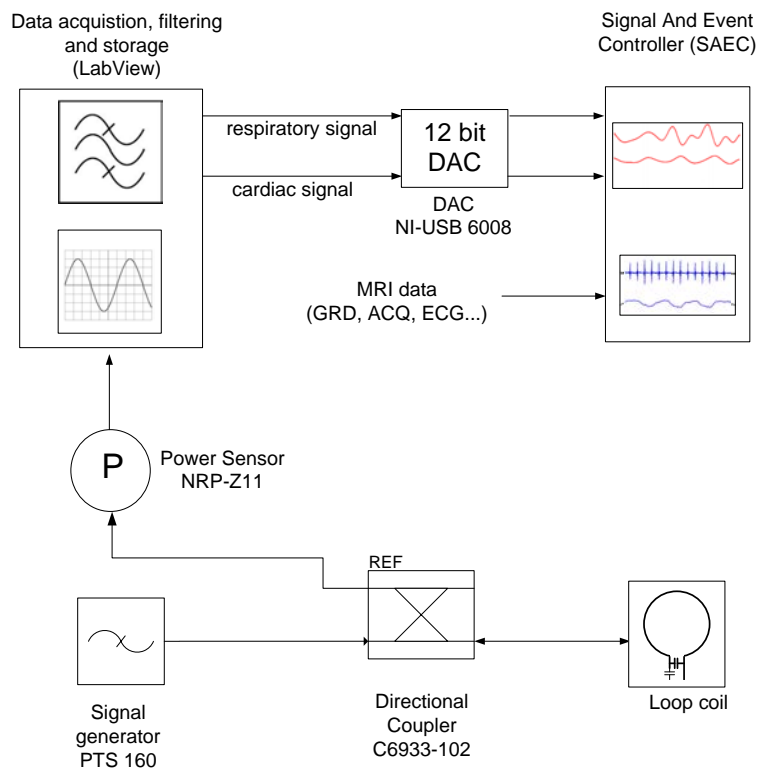 Data acquistion, filtering
and storage
(LabView)
Signal And Event
Controller (SAEC)
respiratory signal
cardiac signal
12 bit
DAC
DAC
NI-USB 6008
MRI data
(GRD, ACQ, ECG...)
P
Power Sensor
NRP-Z11
REF
Signal
generator
PTS 160
Directional
Coupler
C6933-102
Loop coil